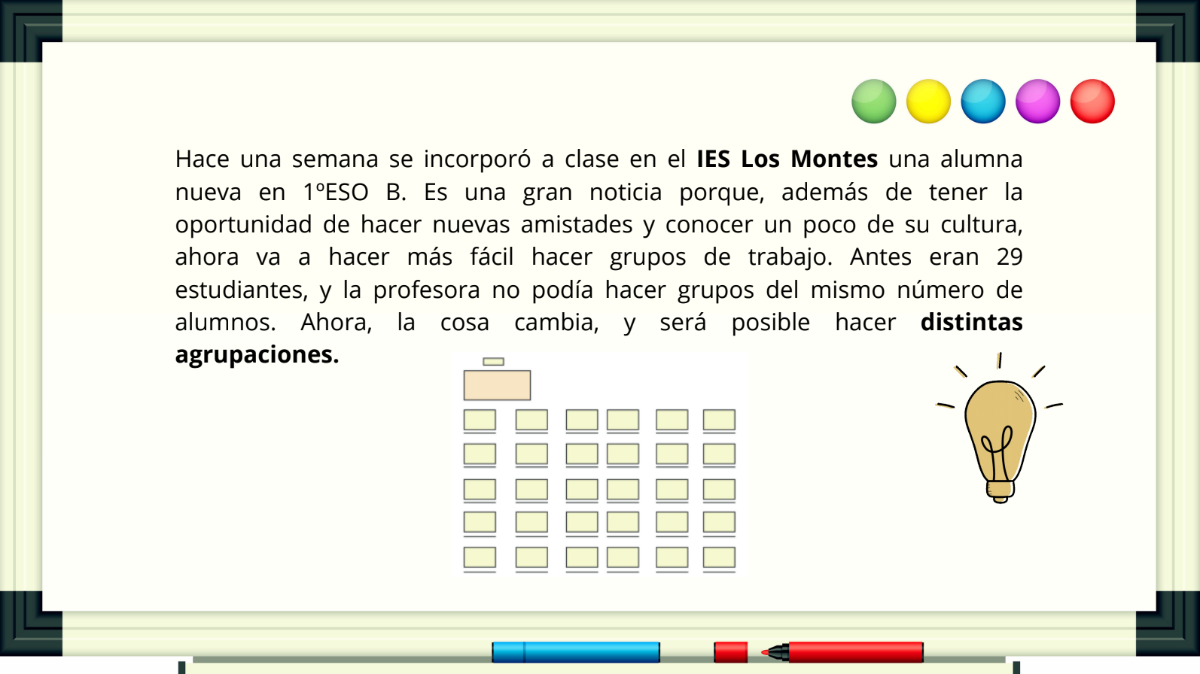 Hace una semana se incorporó a clase en el IES Los Montes una alumna
nueva en 1ºESO B. Es una gran noticia porque, además de tener la
oportunidad de hacer nuevas amistades y conocer un poco de su cultura,
ahora va a hacer más fácil hacer grupos de trabajo. Antes eran 29
estudiantes, y la profesora no podía hacer grupos del mismo número de
alumnos. Ahora, la cosa cambia, y será posible hacer distintas
agrupaciones.